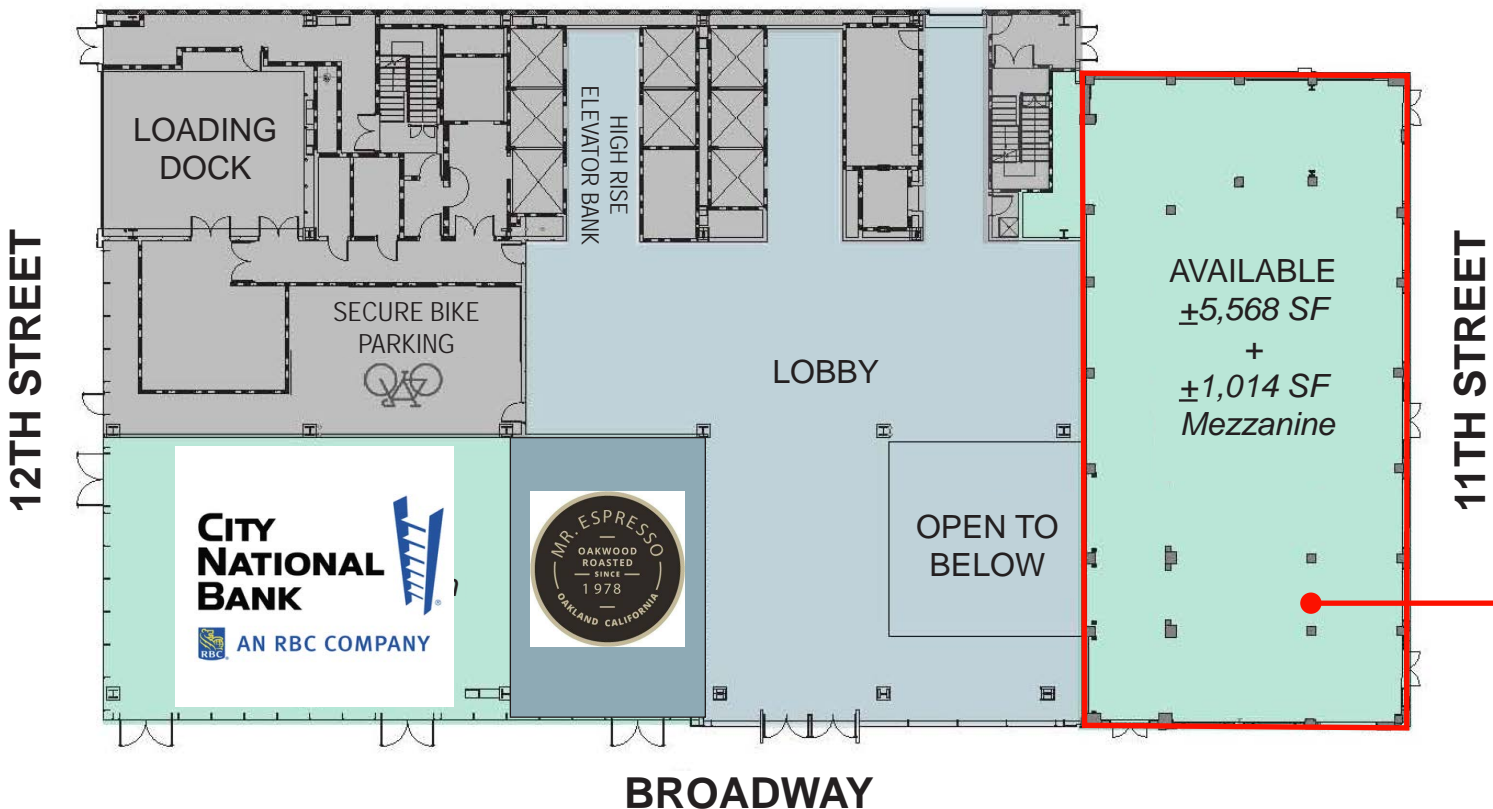 LOADING
DOCK
HIGH RISE
ELEVATOR BANK
12TH STREET
SECURE BIKE
PARKING
LOBBY
AVAILABLE
±5,568 SF
+
±1,014 SF
Mezzanine
11TH STREET
CITY
NATIONAL
BANK
®
RBC
AN RBC COMPANY
MR. ESPRESSO
OAKWOOD
ROASTED
SINCE
1978
OAKLAND CALIFORNIA
OPEN TO
BELOW
BROADWAY